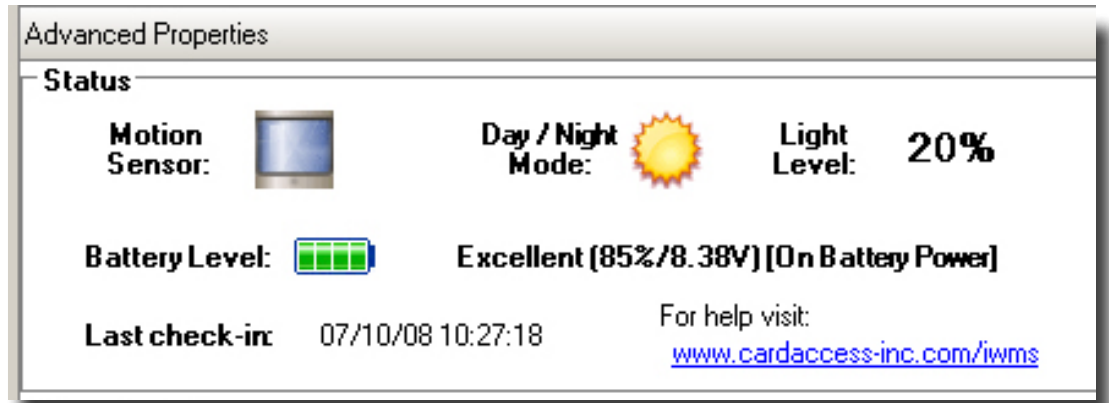 Advanced Properties
Status
Motion
Sensor:
Day / Night
Mode:
Light
Level:
20%
Battery Level:
Excellent (85%/8.38V) [On Battery Power]
Last check-in:
07/10/08 10:27:18
For help visit:
www.cardaccess-inc.com/iwms